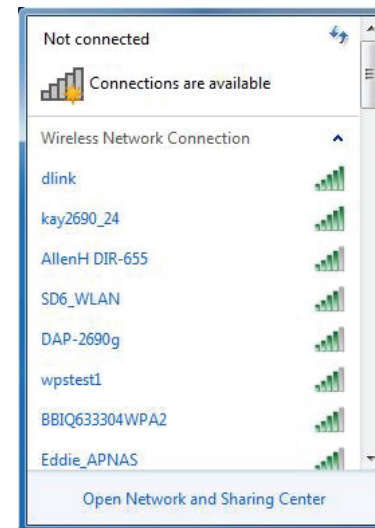 Not connected
Connections are available
Wireless Network Connection
dlink
kay2690_24
AllenH DIR-655
SD6_WLAN
DAP-2690g
wpstest1
BBIQ633304WPA2
Eddie_APNAS
Open Network and Sharing Center